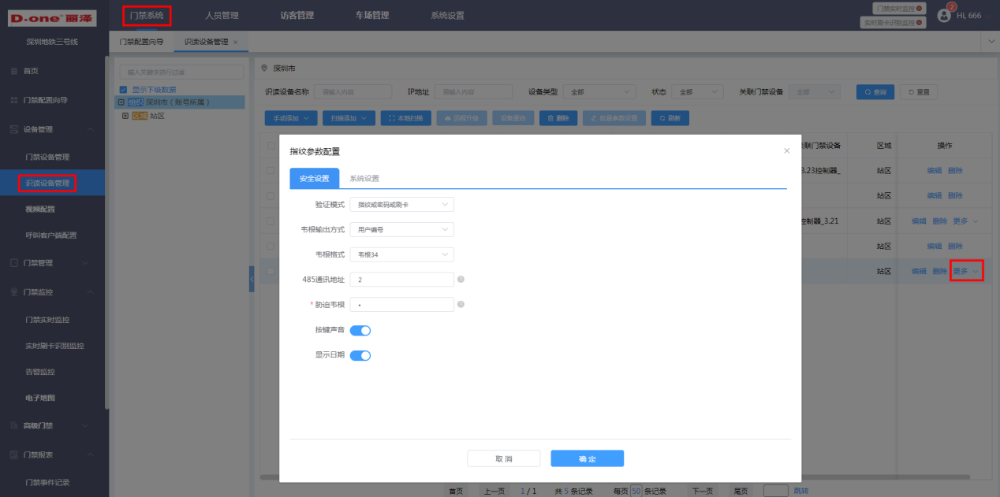 D-one 丽泽
门禁系统 人员管理 访客管理 车场管理 系统设置
门禁实时监控
实时刷卡识别监控
2
Hi, 666
深圳地铁三号线
首页
门禁配置向导
设备管理
门禁设备管理
识读设备管理
视频配置
呼叫客户端配置
门禁管理
门禁监控
门禁实时监控
实时刷卡识别监控
告警监控
电子地图
高级门禁
门禁报表
门禁事件记录
门禁配置向导 识读设备管理 ×
输入关键字进行过滤
显示下级数据
组织 深圳市（账号所属）
区域 站区
深圳市
识读设备名称 请输入内容 IP地址 请输入内容 设备类型 全部 状态 全部 关联门禁设备 全部 查询 重置
手动添加 扫描添加 本地扫描 远程升级 设备重启 删除 批量参数设置 刷新
联门禁设备 区域 操作
3.23控制器_ 站区 编辑 删除
站区 编辑 删除
控制器_3.21 站区 编辑 删除 更多
站区 编辑 删除
站区 编辑 删除 更多
指纹参数配置 ×
安全设置 系统设置
验证模式 指纹或密码或刷卡
韦根输出方式 用户编号
韦根格式 韦根34
485通讯地址 2
* 胁迫韦根 •
按键声音
显示日期
取 消 确 定
首页 上一页 1 / 1 共 5 条记录 每页 50 条记录 下一页 尾页 跳转